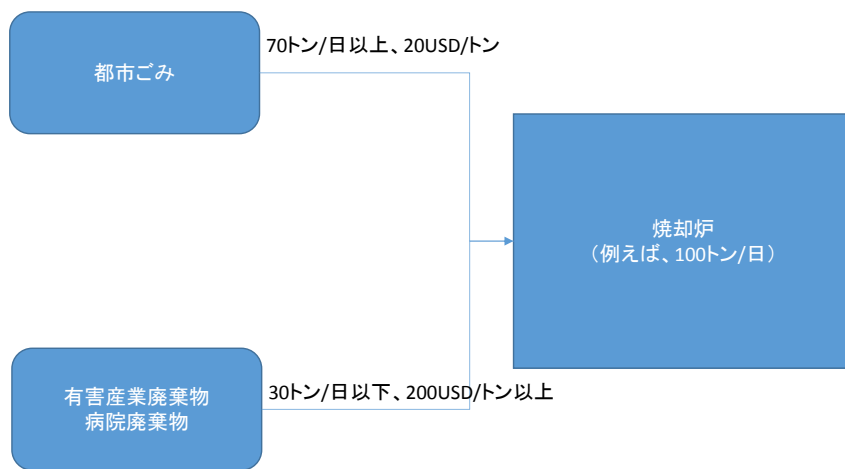 70トン/日以上、20USD/トン
都市ごみ
焼却炉
（例えば、100トン/日）
有害産業廃棄物
病院廃棄物
30トン/日以下、200USD/トン以上